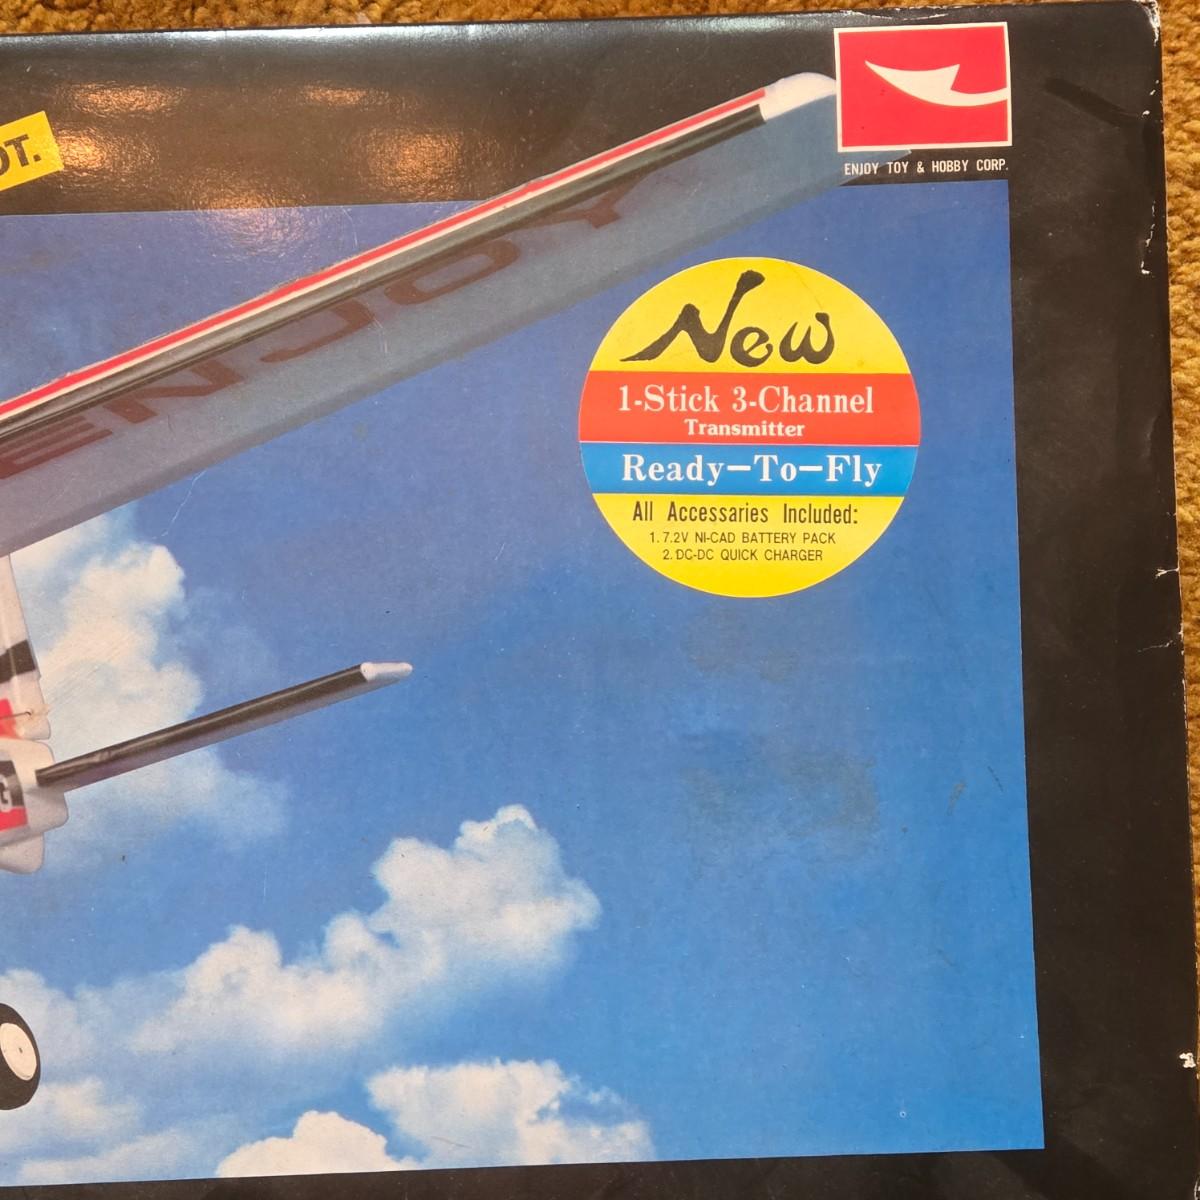 OT.
ENJOY TOY & HOBBY CORP.
ENJOY
New
1-Stick 3-Channel
Transmitter
Ready-To-Fly
All Accessaries Included:
1. 7.2V NI-CAD BATTERY PACK
2. DC-DC QUICK CHARGER
G